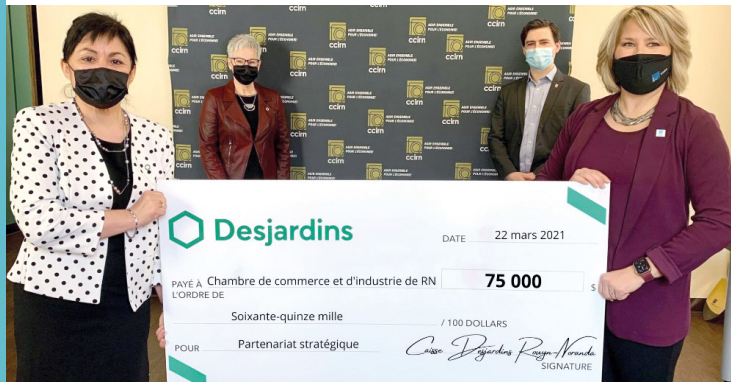 AGIR ENSEMBLE
POUR L'ÉCONOMIE!
ccirn
Desjardins
DATE 22 mars 2021
PAYÉ À Chambre de commerce et d'industrie de RN 75 000 $
L'ORDRE DE
Soixante-quinze mille / 100 DOLLARS
POUR Partenariat stratégique Caisse Desjardins Rouyn-Noranda
SIGNATURE